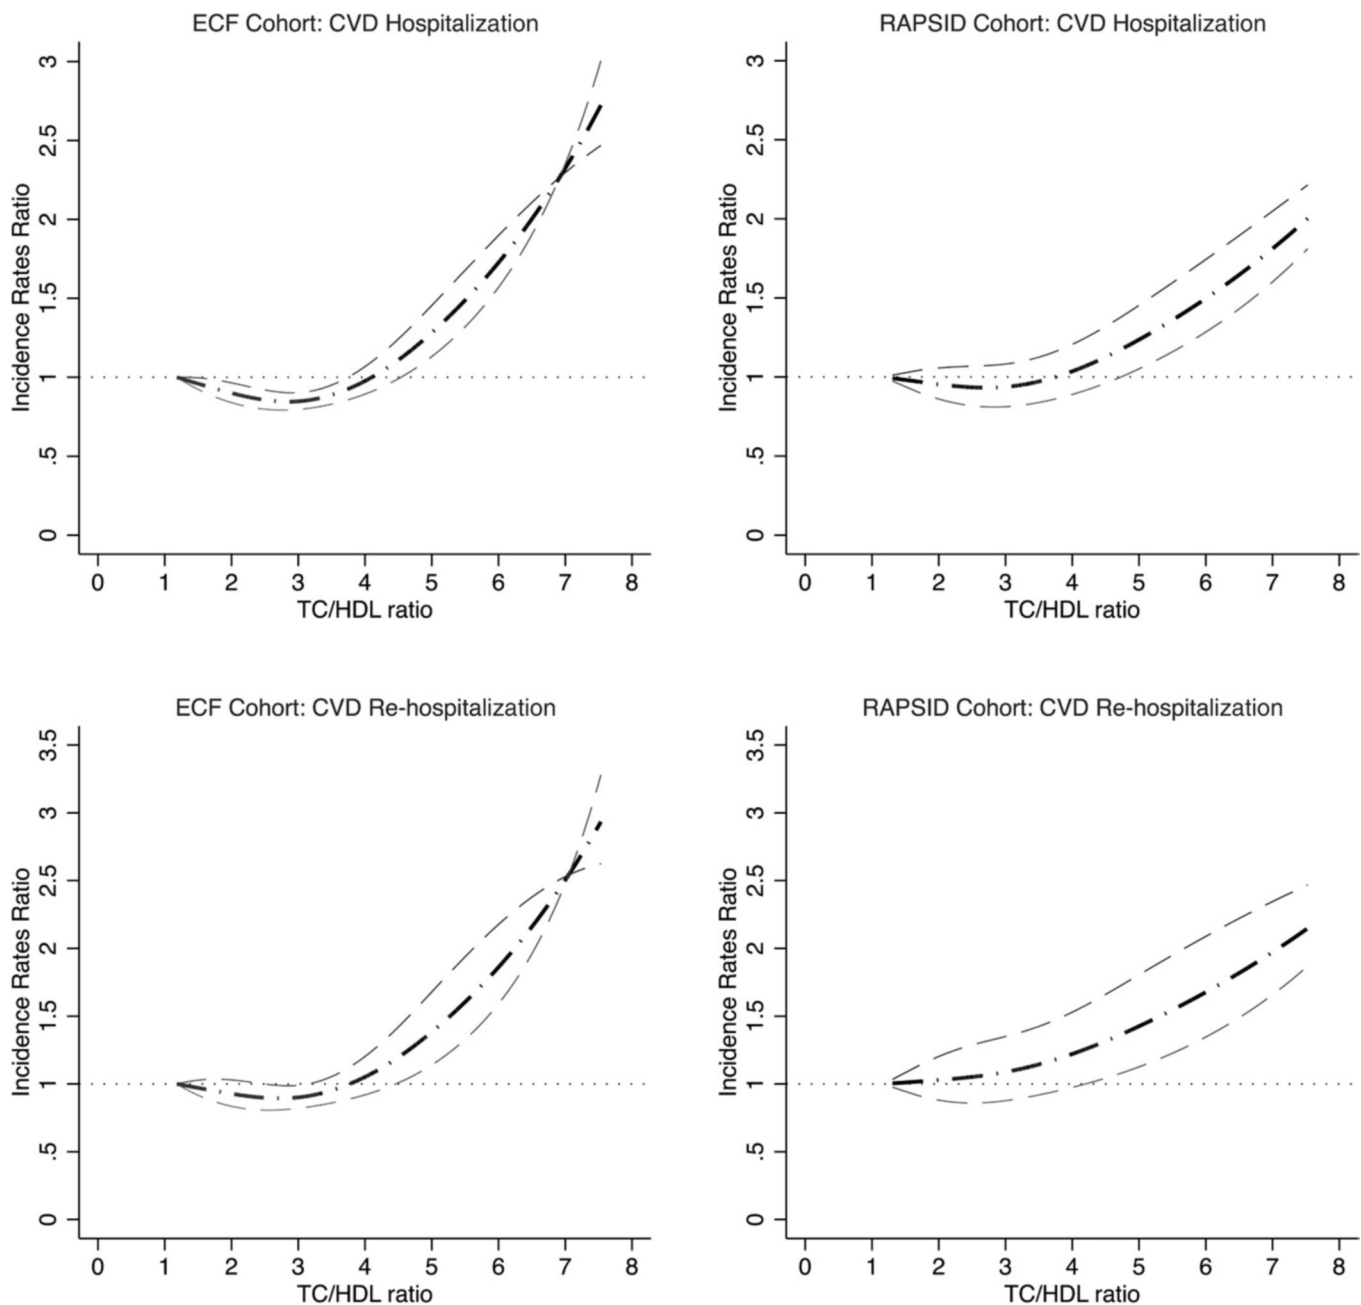 ECF Cohort: CVD Hospitalization
Incidence Rates Ratio
3
2.5
2
1.5
1
.5
0
0 1 2 3 4 5 6 7 8
TC/HDL ratio
RAPSID Cohort: CVD Hospitalization
Incidence Rates Ratio
3
2.5
2
1.5
1
.5
0
0 1 2 3 4 5 6 7 8
TC/HDL ratio
ECF Cohort: CVD Re-hospitalization
Incidence Rates Ratio
3.5
3
2.5
2
1.5
1
.5
0
0 1 2 3 4 5 6 7 8
TC/HDL ratio
RAPSID Cohort: CVD Re-hospitalization
Incidence Rates Ratio
3.5
3
2.5
2
1.5
1
.5
0
0 1 2 3 4 5 6 7 8
TC/HDL ratio